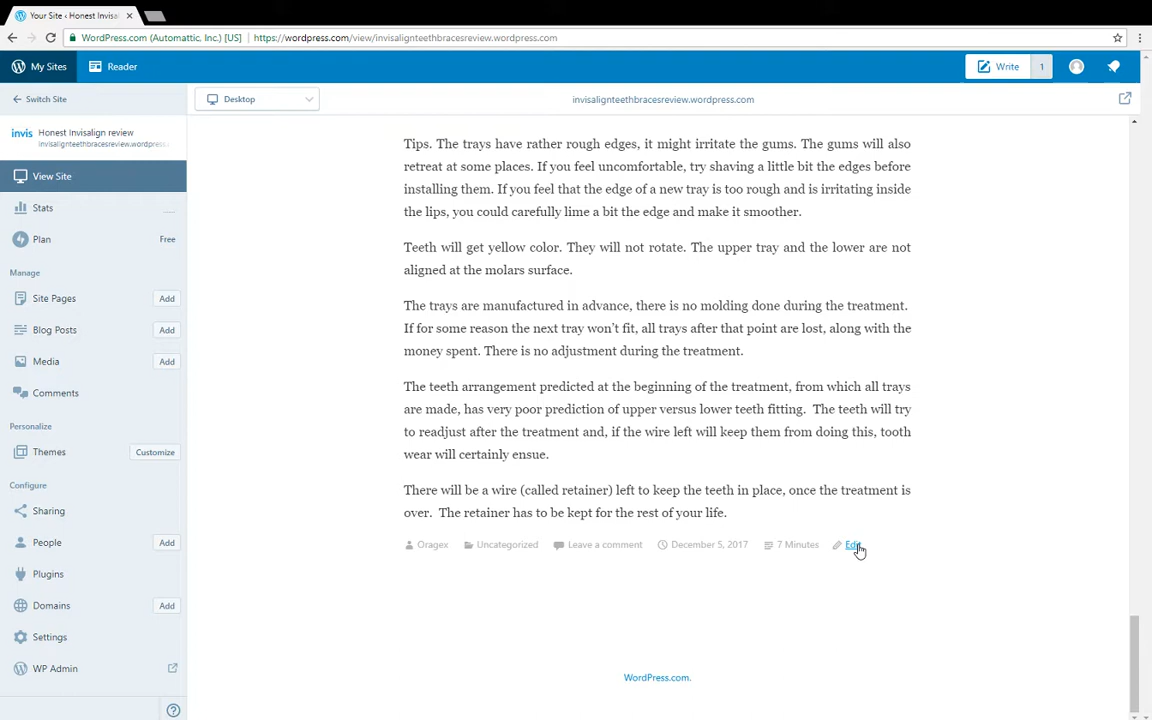 Your Site ‹ Honest Invisali
WordPress.com (Automattic, Inc.) [US]
https://wordpress.com/view/invisalignteethbracesreview.wordpress.com
My Sites
Reader
Write
1
Switch Site
Desktop
invisalignteethbracesreview.wordpress.com
invis
Honest Invisalign review
invisalignteethbracesreview.wordpress.
View Site
Stats
Plan
Free
Manage
Site Pages
Add
Blog Posts
Add
Media
Add
Comments
Personalize
Themes
Customize
Configure
Sharing
People
Add
Plugins
Domains
Add
Settings
WP Admin
Tips. The trays have rather rough edges, it might irritate the gums. The gums will also
retreat at some places. If you feel uncomfortable, try shaving a little bit the edges before
installing them. If you feel that the edge of a new tray is too rough and is irritating inside
the lips, you could carefully lime a bit the edge and make it smoother.
Teeth will get yellow color. They will not rotate. The upper tray and the lower are not
aligned at the molars surface.
The trays are manufactured in advance, there is no molding done during the treatment.
If for some reason the next tray won’t fit, all trays after that point are lost, along with the
money spent. There is no adjustment during the treatment.
The teeth arrangement predicted at the beginning of the treatment, from which all trays
are made, has very poor prediction of upper versus lower teeth fitting. The teeth will try
to readjust after the treatment and, if the wire left will keep them from doing this, tooth
wear will certainly ensue.
There will be a wire (called retainer) left to keep the teeth in place, once the treatment is
over. The retainer has to be kept for the rest of your life.
Oragex
Uncategorized
Leave a comment
December 5, 2017
7 Minutes
Edit
WordPress.com.